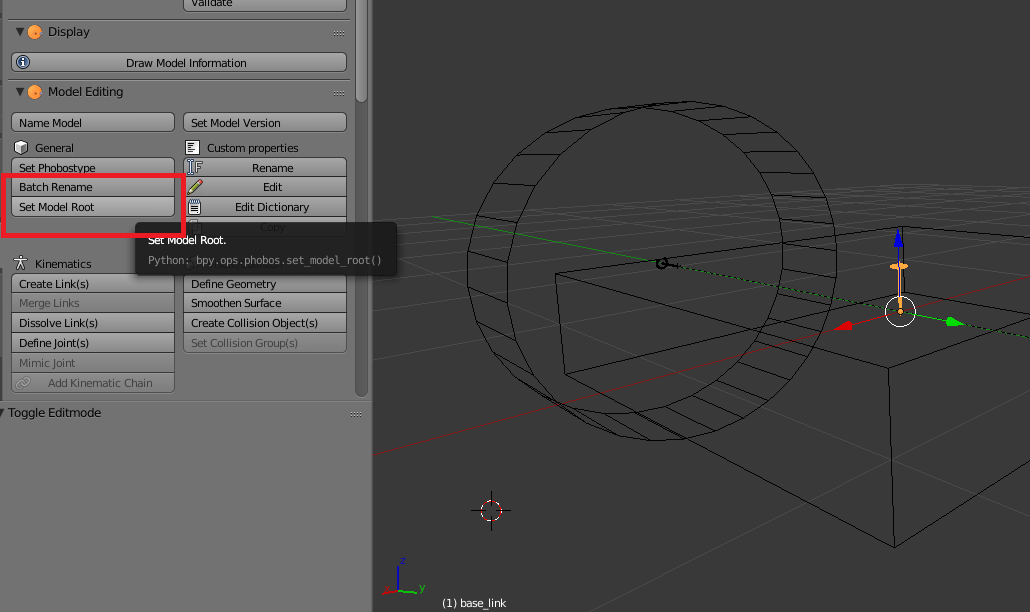 Validate
Display
Draw Model Information
Model Editing
Name Model
Set Model Version
General
Custom properties
Set Phobostype
Rename
Batch Rename
Edit
Set Model Root
Edit Dictionary
Copy
Set Model Root.
Python: bpy.ops.phobos.set_model_root()
Kinematics
Create Link(s)
Define Geometry
Merge Links
Smoothen Surface
Dissolve Link(s)
Create Collision Object(s)
Define Joint(s)
Set Collision Group(s)
Mimic Joint
Add Kinematic Chain
Toggle Editmode
z
x
y
(1) base_link